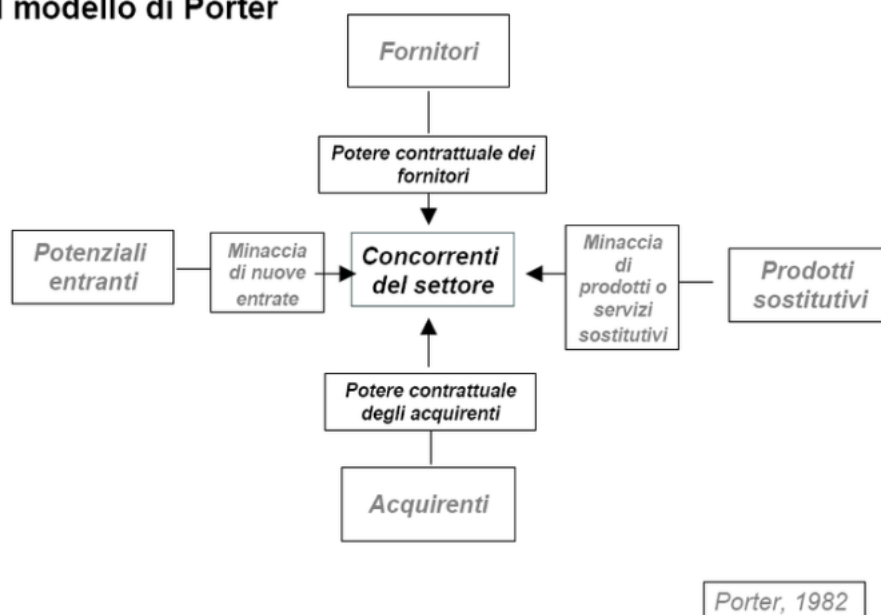 l modello di Porter
Fornitori
Potere contrattuale dei
fornitori
Potenziali
entranti
Minaccia
di nuove
entrate
Concorrenti
del settore
Minaccia
di
prodotti o
servizi
sostitutivi
Prodotti
sostitutivi
Potere contrattuale
degli acquirenti
Acquirenti
Porter, 1982